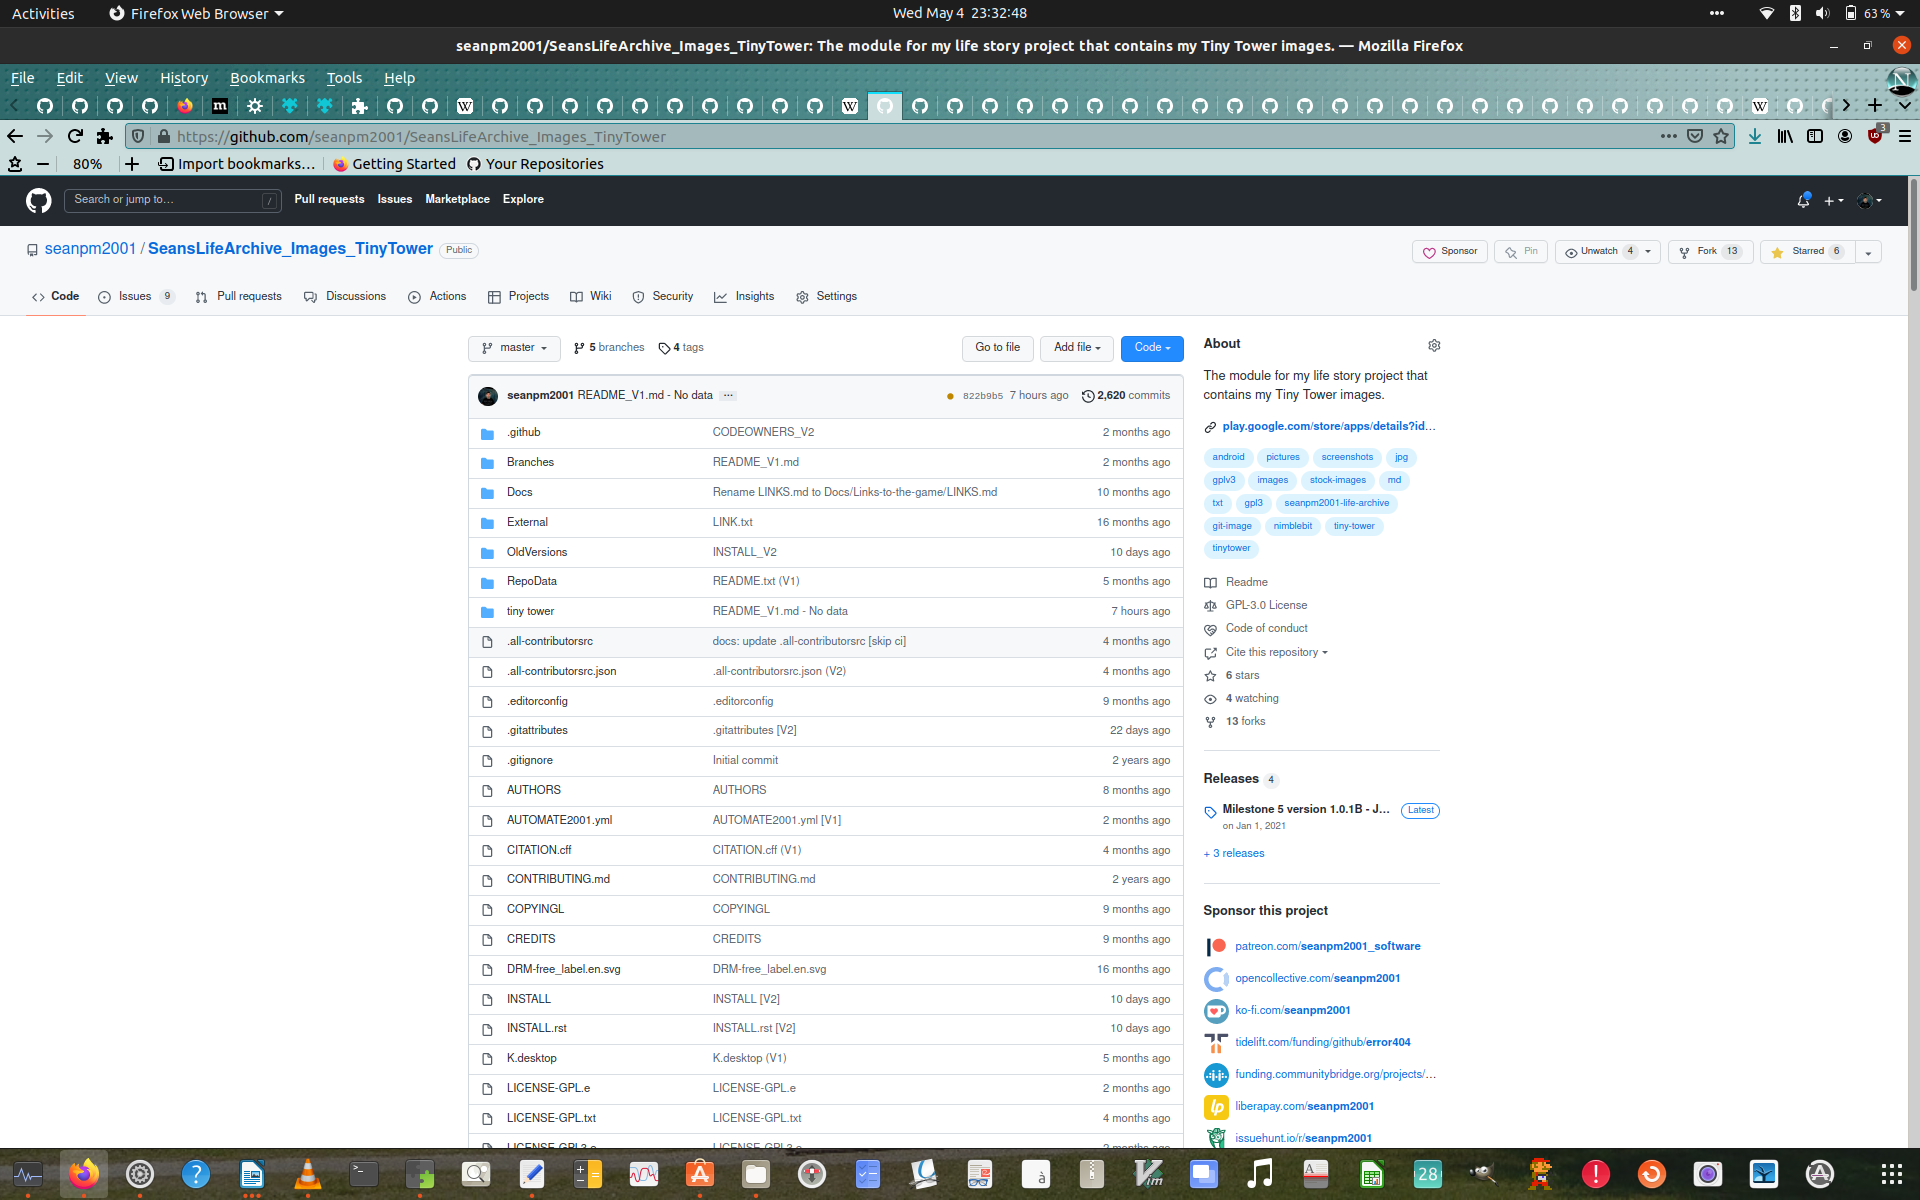 Activities Firefox Web Browser Wed May 4 23:32:48 63 %
seanpm2001/SeansLifeArchive_Images_TinyTower: The module for my life story project that contains my Tiny Tower images. — Mozilla Firefox
File Edit View History Bookmarks Tools Help
https://github.com/seanpm2001/SeansLifeArchive_Images_TinyTower 3
80% Import bookmarks... Getting Started Your Repositories
Search or jump to... / Pull requests Issues Marketplace Explore
seanpm2001 / SeansLifeArchive_Images_TinyTower Public Sponsor Pin Unwatch 4 Fork 13 Starred 6
Code Issues 9 Pull requests Discussions Actions Projects Wiki Security Insights Settings
master 5 branches 4 tags Go to file Add file Code
seanpm2001 README_V1.md - No data ... 822b9b5 7 hours ago 2,620 commits
.github CODEOWNERS_V2 2 months ago
Branches README_V1.md 2 months ago
Docs Rename LINKS.md to Docs/Links-to-the-game/LINKS.md 10 months ago
External LINK.txt 16 months ago
OldVersions INSTALL_V2 10 days ago
RepoData README.txt (V1) 5 months ago
tiny tower README_V1.md - No data 7 hours ago
.all-contributorsrc docs: update .all-contributorsrc [skip ci] 4 months ago
.all-contributorsrc.json .all-contributorsrc.json (V2) 4 months ago
.editorconfig .editorconfig 9 months ago
.gitattributes .gitattributes [V2] 22 days ago
.gitignore Initial commit 2 years ago
AUTHORS AUTHORS 8 months ago
AUTOMATE2001.yml AUTOMATE2001.yml [V1] 2 months ago
CITATION.cff CITATION.cff (V1) 4 months ago
CONTRIBUTING.md CONTRIBUTING.md 2 years ago
COPYINGL COPYINGL 9 months ago
CREDITS CREDITS 9 months ago
DRM-free_label.en.svg DRM-free_label.en.svg 16 months ago
INSTALL INSTALL [V2] 10 days ago
INSTALL.rst INSTALL.rst [V2] 10 days ago
K.desktop K.desktop (V1) 5 months ago
LICENSE-GPL.e LICENSE-GPL.e 2 months ago
LICENSE-GPL.txt LICENSE-GPL.txt 4 months ago
About
The module for my life story project that
contains my Tiny Tower images.
play.google.com/store/apps/details?id...
android pictures screenshots jpg
gplv3 images stock-images md
txt gpl3 seanpm2001-life-archive
git-image nimblebit tiny-tower
tinytower
Readme
GPL-3.0 License
Code of conduct
Cite this repository
6 stars
4 watching
13 forks
Releases 4
Milestone 5 version 1.0.1B - J... Latest
on Jan 1, 2021
+ 3 releases
Sponsor this project
patreon.com/seanpm2001_software
opencollective.com/seanpm2001
ko-fi.com/seanpm2001
tidelift.com/funding/github/error404
funding.communitybridge.org/projects/...
liberapay.com/seanpm2001
issuehunt.io/r/seanpm2001
28